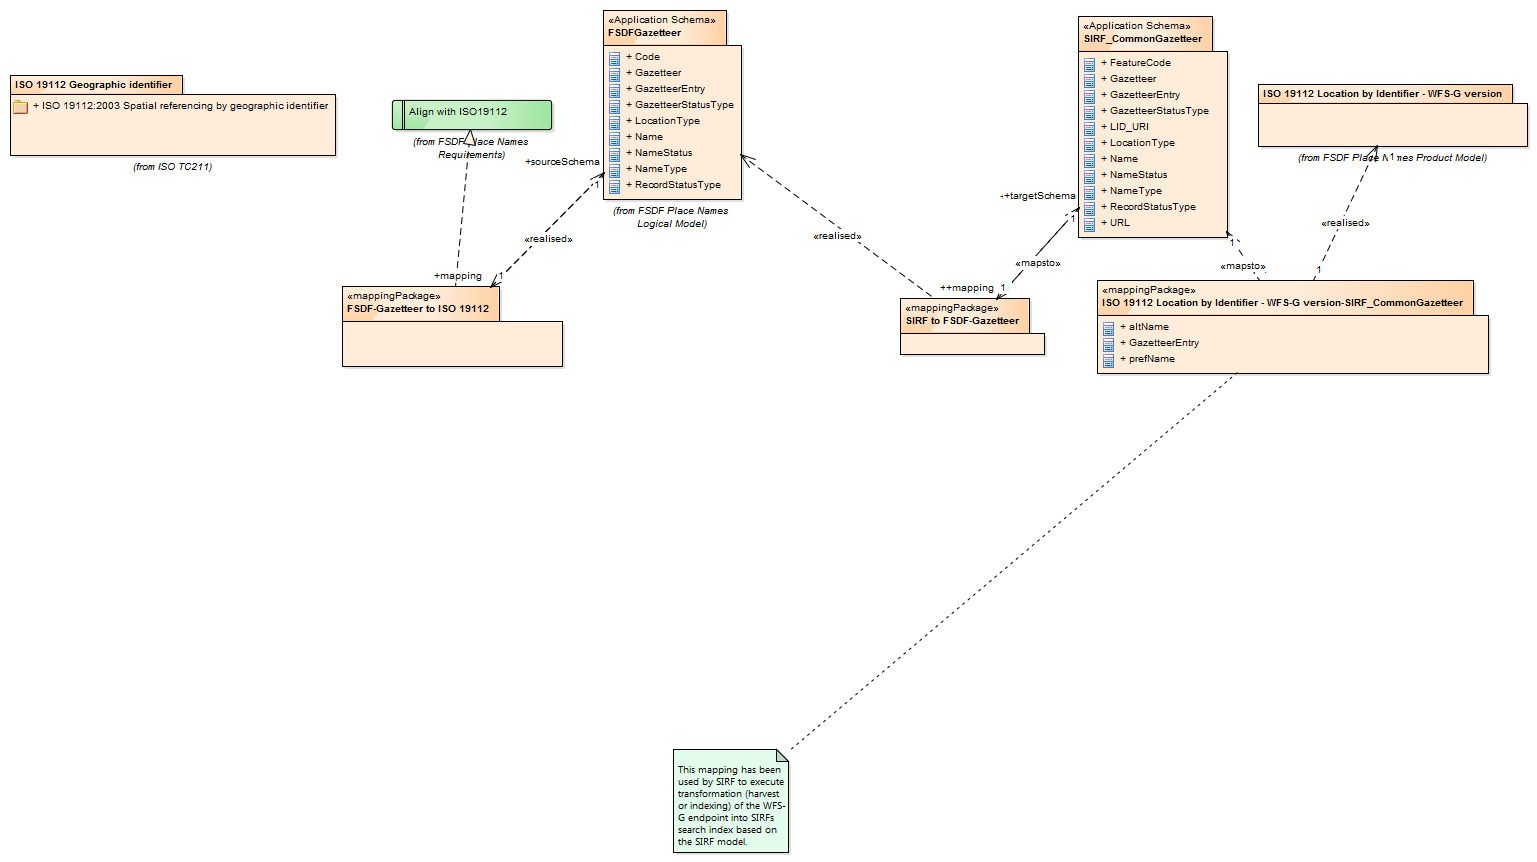 ISO 19112 Geographic identifier
+ ISO 19112:2003 Spatial referencing by geographic identifier
(from ISO TC211)
Align with ISO19112
(from FSDF Place Names
Requirements)
«Application Schema»
FSDFGazetteer
+ Code
+ Gazetteer
+ GazetteerEntry
+ GazetteerStatusType
+ LocationType
+ Name
+ NameStatus
+ NameType
+ RecordStatusType
(from FSDF Place Names
Logical Model)
+sourceSchema
1
«realised»
+mapping
1
«mappingPackage»
FSDF-Gazetteer to ISO 19112
«realised»
«Application Schema»
SIRF_CommonGazetteer
+ FeatureCode
+ Gazetteer
+ GazetteerEntry
+ GazetteerStatusType
+ LID_URI
+ LocationType
+ Name
+ NameStatus
+ NameType
+ RecordStatusType
+ URL
+targetSchema
1
«mapsto»
++mapping
1
«mappingPackage»
SIRF to FSDF-Gazetteer
ISO 19112 Location by Identifier - WFS-G version
(from FSDF Place Names Product Model)
1
«realised»
1
1
«mapsto»
«mappingPackage»
ISO 19112 Location by Identifier - WFS-G version-SIRF_CommonGazetteer
+ altName
+ GazetteerEntry
+ prefName
This mapping has been
used by SIRF to execute
transformation (harvest
or indexing) of the WFS-
G endpoint into SIRFs
search index based on
the SIRF model.